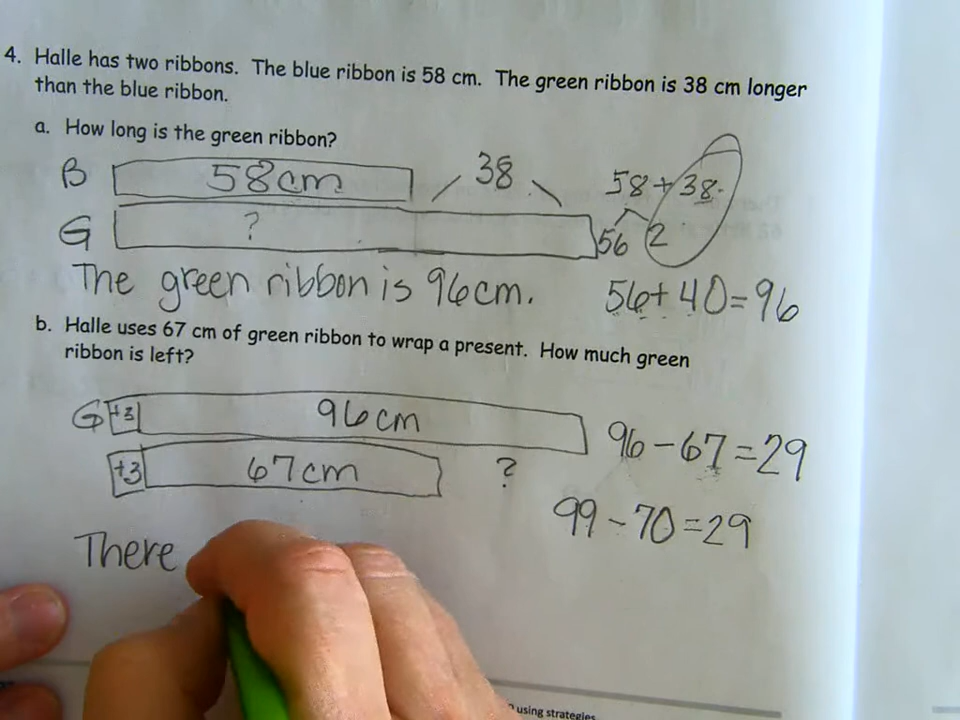 4. Halle has two ribbons. The blue ribbon is 58 cm. The green ribbon is 38 cm longer
than the blue ribbon.
a. How long is the green ribbon?
B 58cm 38 58+38
G ? 56 2
The green ribbon is 96cm. 56+40=96
b. Halle uses 67 cm of green ribbon to wrap a present. How much green
ribbon is left?
G +3 96cm 96-67=29
+3 67cm ?
99-70=29
There
using strategies